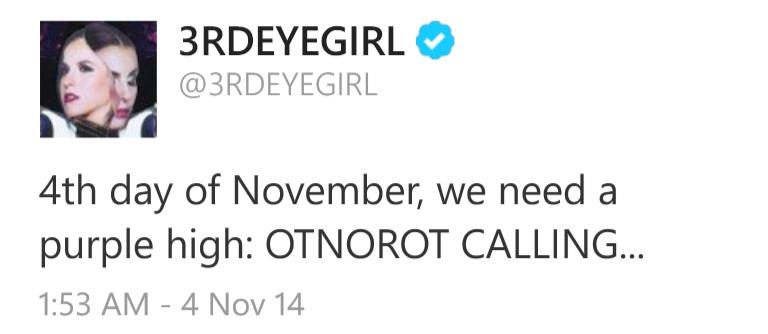 3RDEYEGIRL
@3RDEYEGIRL
4th day of November, we need a
purple high: OTNOROT CALLING...
1:53 AM - 4 Nov 14